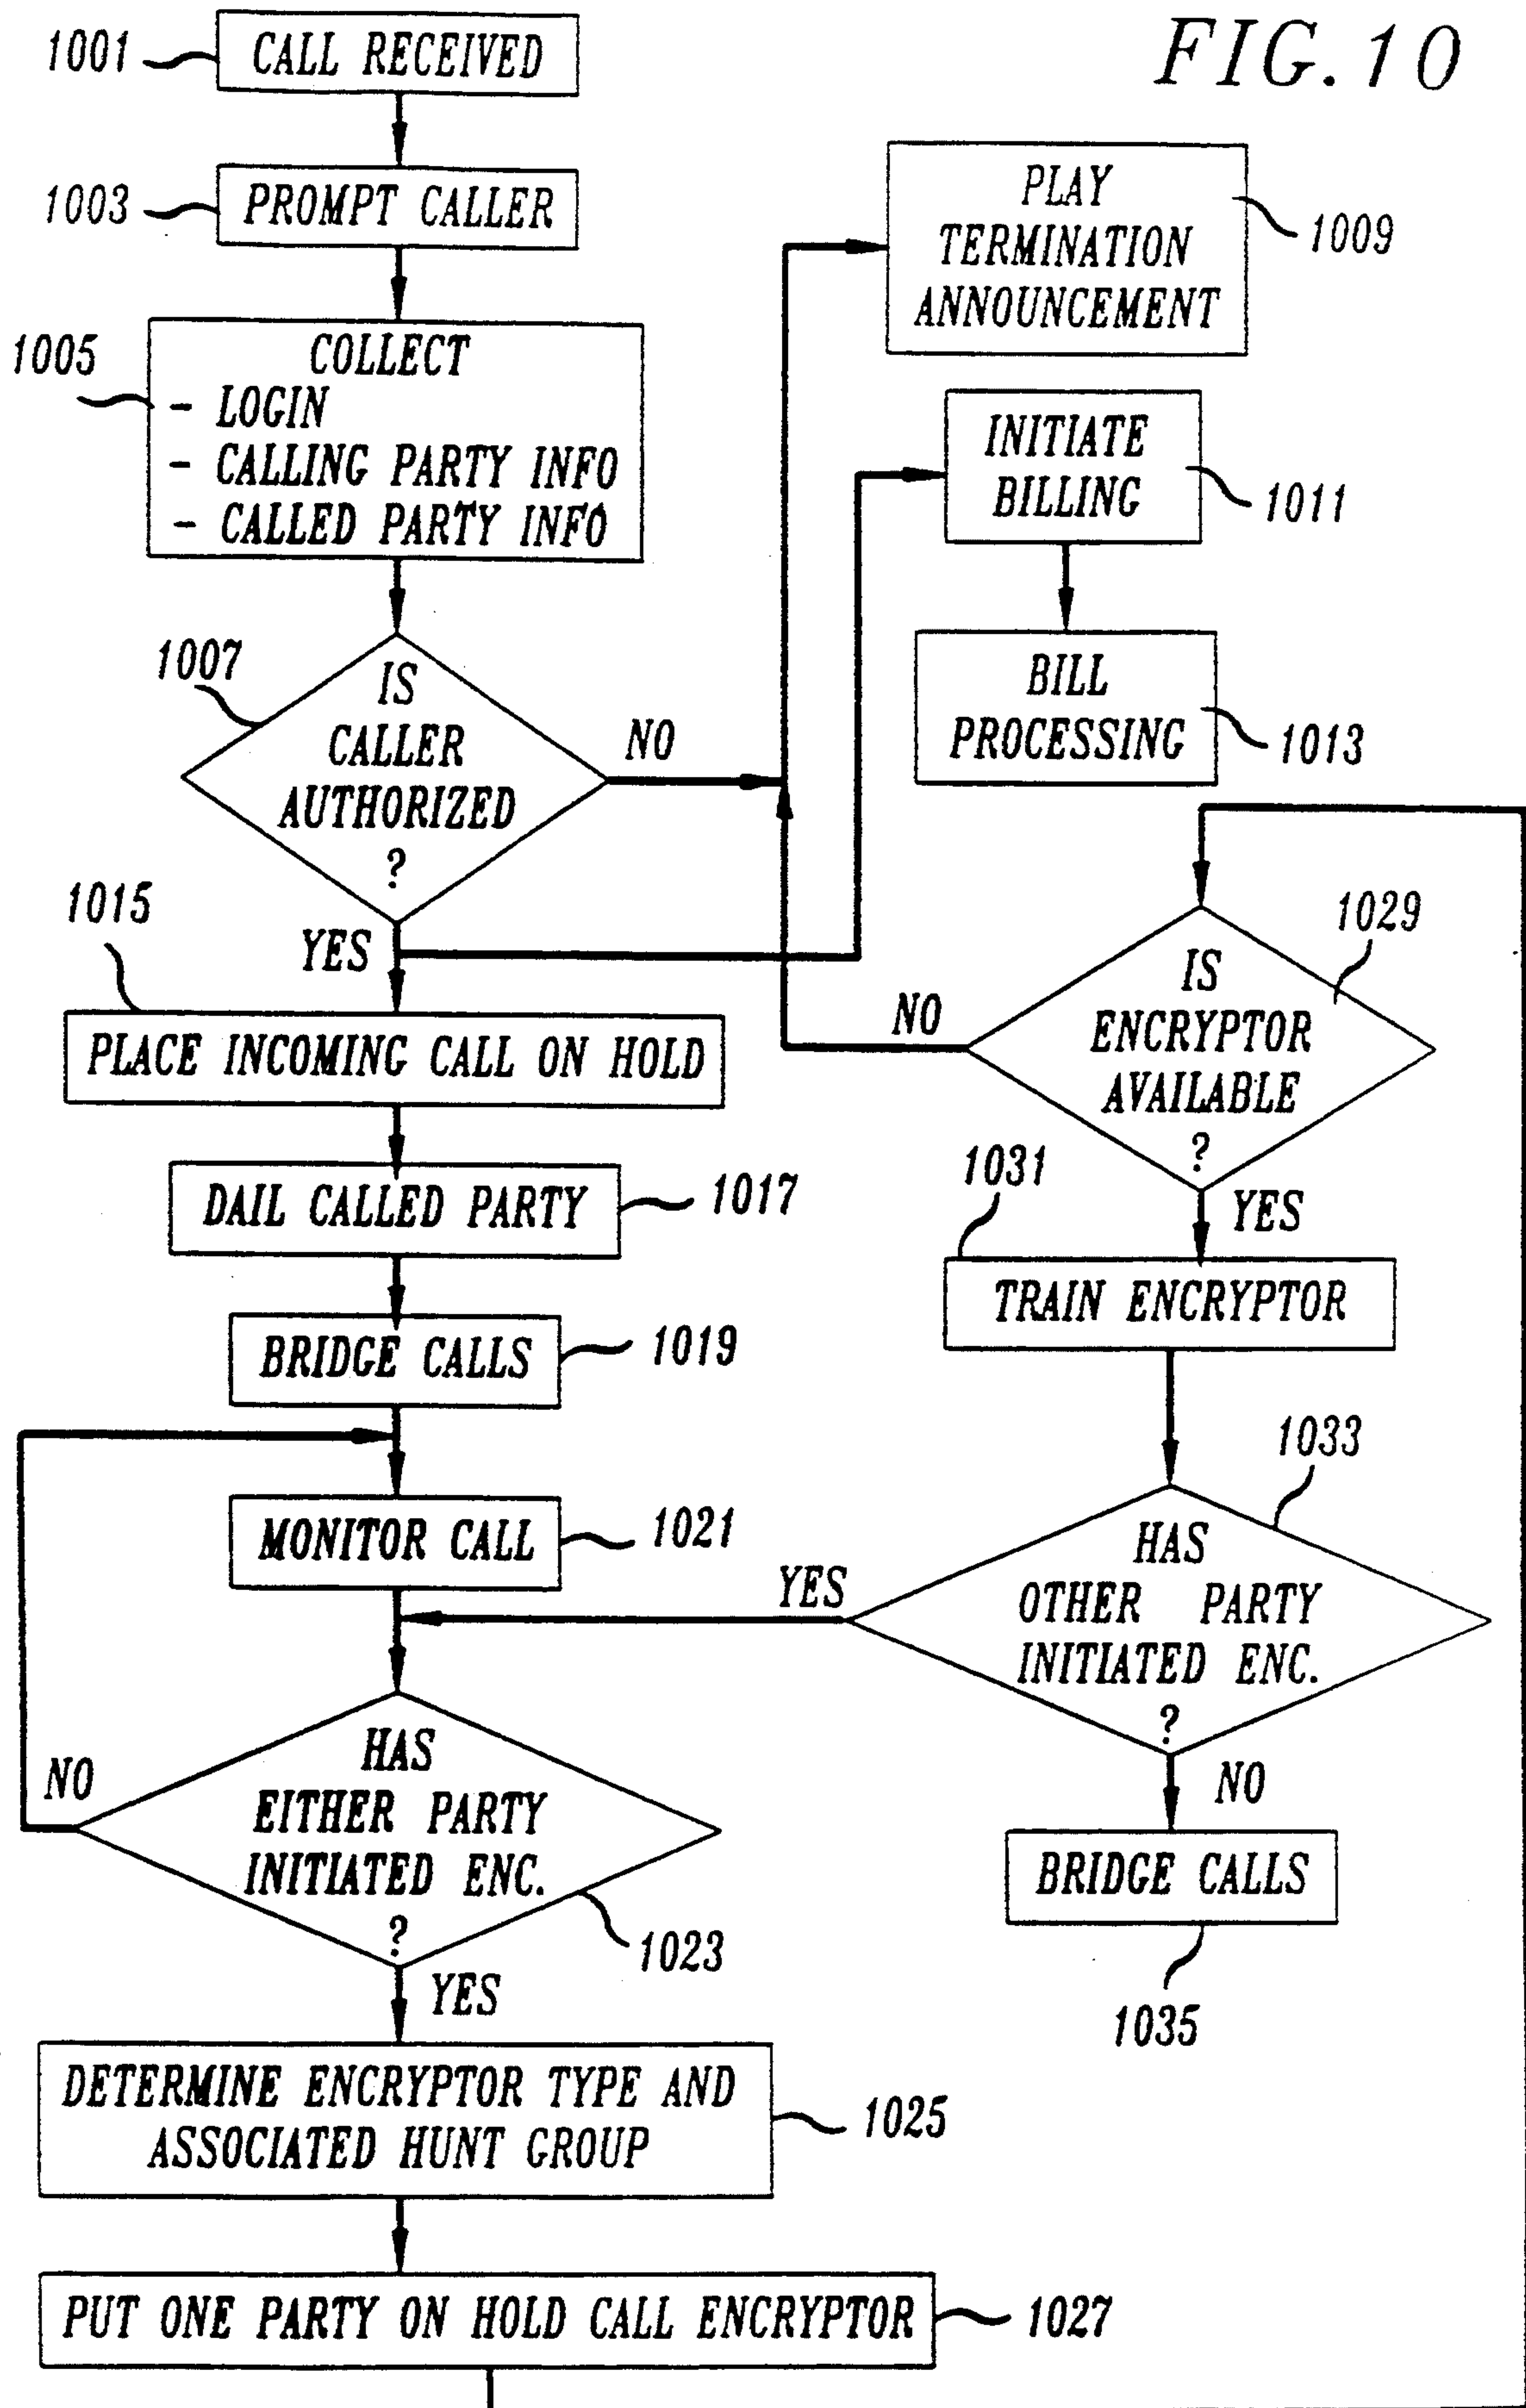 FIG. 10
1001
CALL RECEIVED
1003
PROMPT CALLER
1005
COLLECT
- LOGIN
- CALLING PARTY INFO
- CALLED PARTY INFO
1007
IS
CALLER
AUTHORIZED
?
NO
YES
PLAY
TERMINATION
ANNOUNCEMENT
1009
INITIATE
BILLING
1011
BILL
PROCESSING
1013
1015
PLACE INCOMING CALL ON HOLD
DAIL CALLED PARTY
1017
BRIDGE CALLS
1019
MONITOR CALL
1021
HAS
EITHER PARTY
INITIATED ENC.
?
1023
NO
YES
DETERMINE ENCRYPTOR TYPE AND
ASSOCIATED HUNT GROUP
1025
PUT ONE PARTY ON HOLD CALL ENCRYPTOR
1027
1029
IS
ENCRYPTOR
AVAILABLE
?
NO
YES
1031
TRAIN ENCRYPTOR
1033
HAS
OTHER PARTY
INITIATED ENC.
?
YES
NO
BRIDGE CALLS
1035